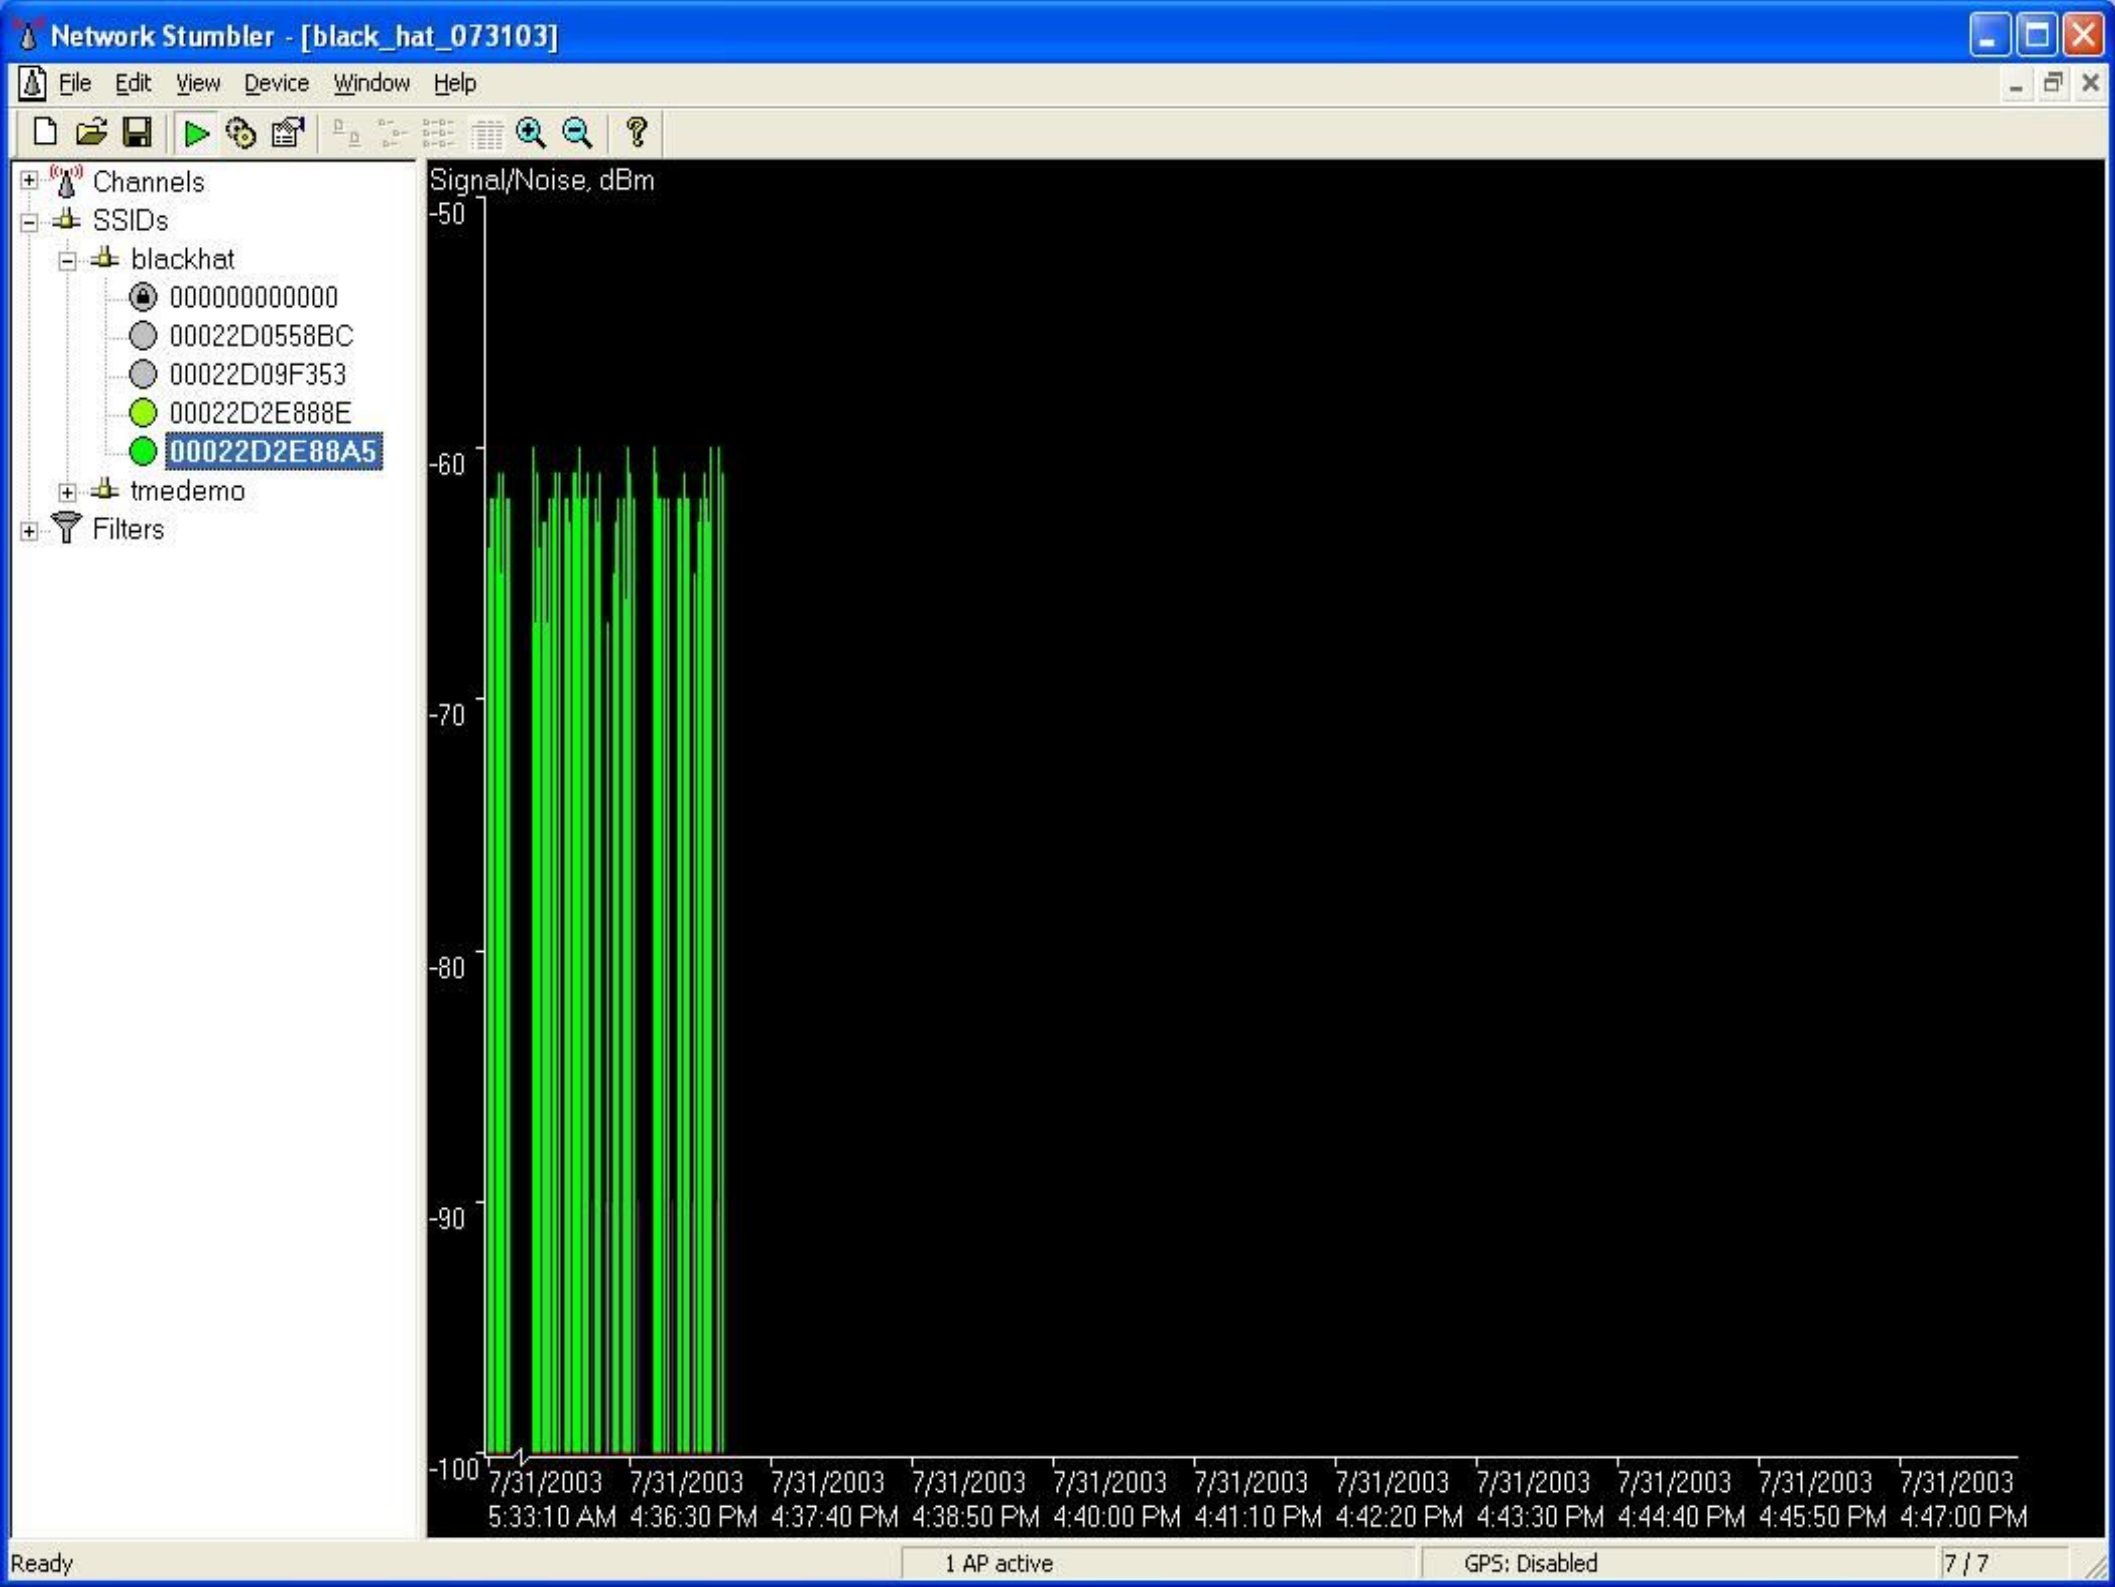 Network Stumbler - [black_hat_073103]
File Edit View Device Window Help
Channels
SSIDs
blackhat
000000000000
00022D0558BC
00022D09F353
00022D2E888E
00022D2E88A5
tmedemo
Filters
Signal/Noise, dBm
-50
-60
-70
-80
-90
-100
7/31/2003 7/31/2003 7/31/2003 7/31/2003 7/31/2003 7/31/2003 7/31/2003 7/31/2003 7/31/2003 7/31/2003 7/31/2003
5:33:10 AM 4:36:30 PM 4:37:40 PM 4:38:50 PM 4:40:00 PM 4:41:10 PM 4:42:20 PM 4:43:30 PM 4:44:40 PM 4:45:50 PM 4:47:00 PM
Ready 1 AP active GPS: Disabled 7 / 7